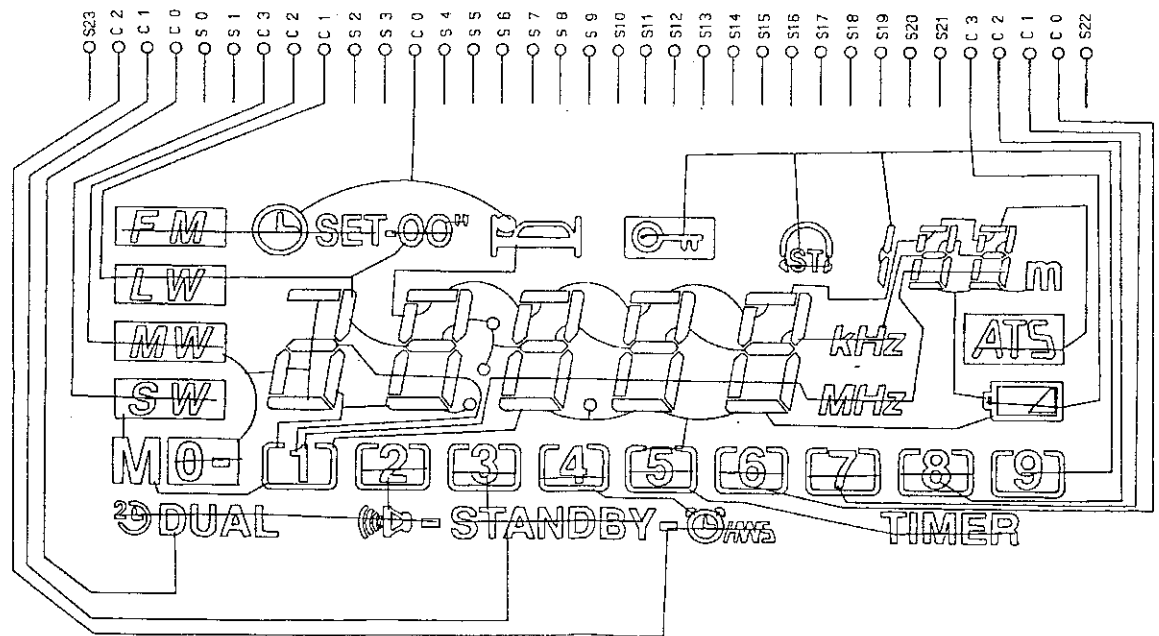 S23 C2 C1 C0 S0 S1 C3 C2 C1 S2 S3 C0 S4 S5 S6 S7 S8 S9 S10 S11 S12 S13 S14 S15 S16 S17 S18 S19 S20 S21 C3 C2 C1 C0 S22
FM SET-00"
ST.
LW m
MW kHz ATS
SW MHz
M 0- 1 2 3 4 5 6 7 8 9
2 DUAL - STANDBY - HWS TIMER